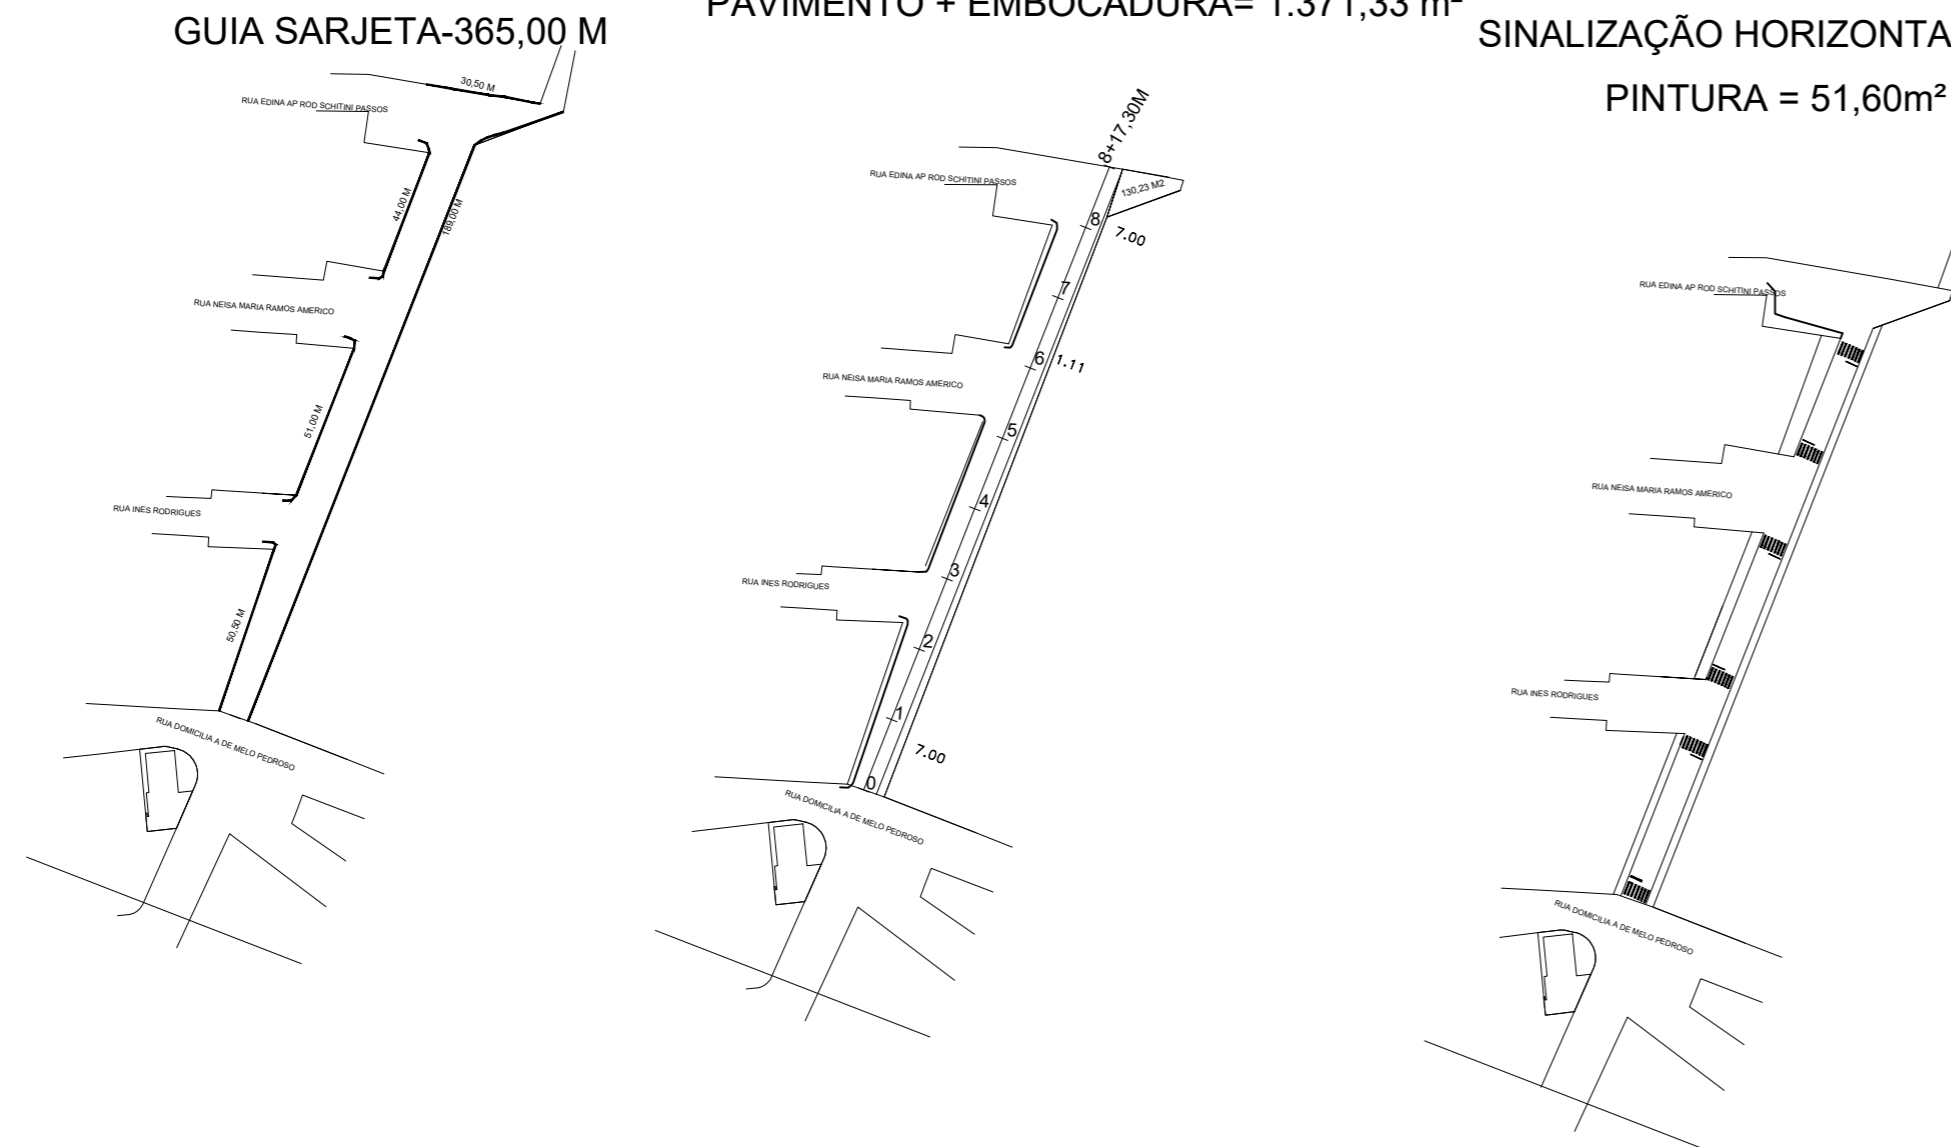 GUIA SARJETA-365,00 M
30,50 M
RUA EDINA AP ROD SCHITINI PASSOS
44,00 M
189,00 M
RUA NEISA MARIA RAMOS AMERICO
51,00 M
RUA INES RODRIGUES
50,50 M
RUA DOMICILIA A DE MELO PEDROSO
PAVIMENTO + EMBOCADURA= 1.371,33 m²
8+17,30M
RUA EDINA AP ROD SCHITINI PASSOS
130,23 M2
8
7.00
7
6
1.11
RUA NEISA MARIA RAMOS AMERICO
5
4
3
RUA INES RODRIGUES
2
1
7.00
0
RUA DOMICILIA A DE MELO PEDROSO
SINALIZAÇÃO HORIZONTA
PINTURA = 51,60m²
RUA EDINA AP ROD SCHITINI PASSOS
RUA NEISA MARIA RAMOS AMERICO
RUA INES RODRIGUES
RUA DOMICILIA A DE MELO PEDROSO